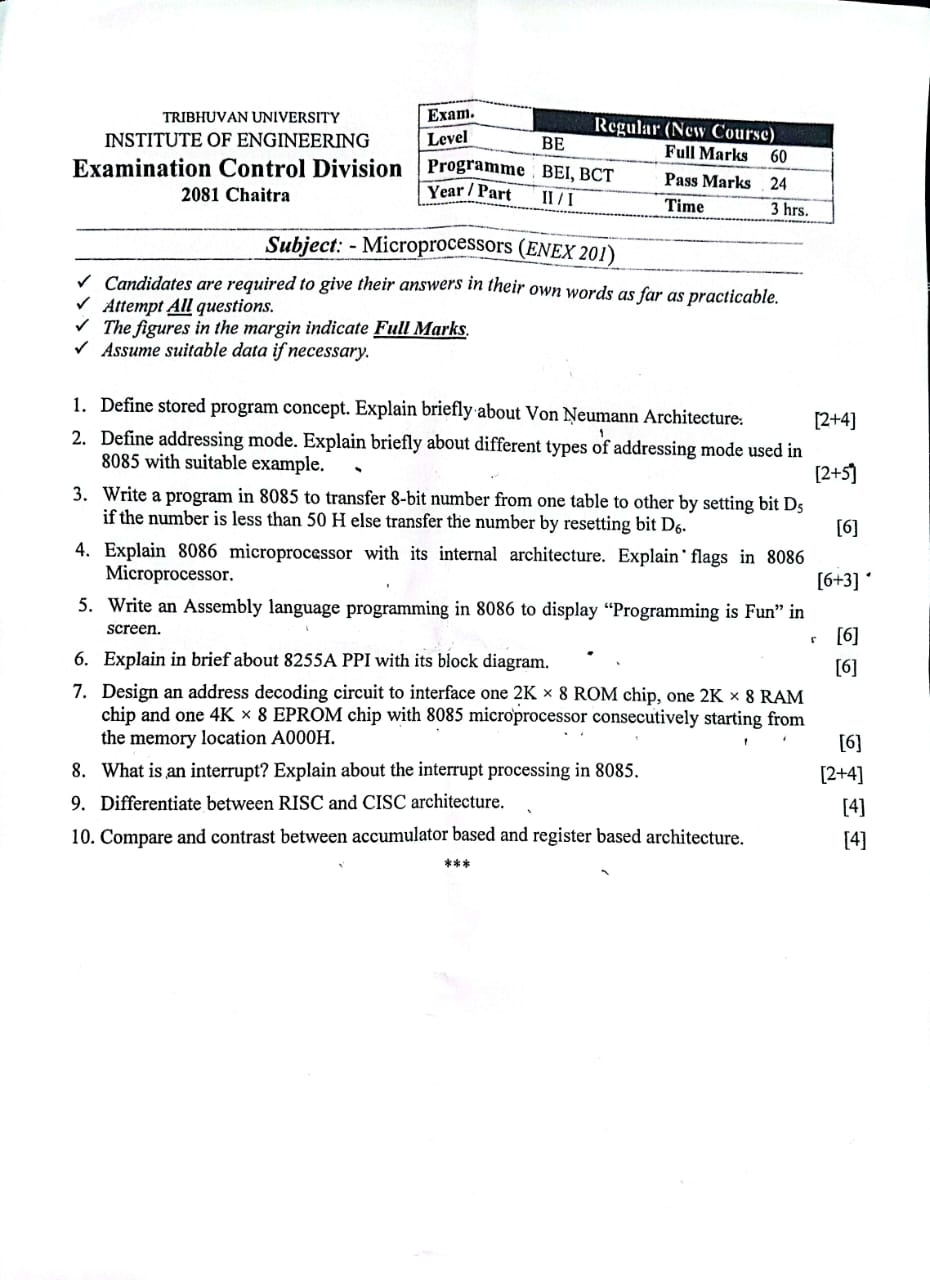 TRIBHUVAN UNIVERSITY
INSTITUTE OF ENGINEERING
Examination Control Division
2081 Chaitra
Exam. Regular (New Course)
Level BE Full Marks 60
Programme BEI, BCT Pass Marks 24
Year / Part II / I Time 3 hrs.
Subject: - Microprocessors (ENEX 201)
✓ Candidates are required to give their answers in their own words as far as practicable.
✓ Attempt All questions.
✓ The figures in the margin indicate Full Marks.
✓ Assume suitable data if necessary.
1. Define stored program concept. Explain briefly about Von Neumann Architecture. [2+4]
2. Define addressing mode. Explain briefly about different types of addressing mode used in
8085 with suitable example. [2+5]
3. Write a program in 8085 to transfer 8-bit number from one table to other by setting bit D5
if the number is less than 50 H else transfer the number by resetting bit D6. [6]
4. Explain 8086 microprocessor with its internal architecture. Explain flags in 8086
Microprocessor. [6+3]
5. Write an Assembly language programming in 8086 to display “Programming is Fun” in
screen. [6]
6. Explain in brief about 8255A PPI with its block diagram. [6]
7. Design an address decoding circuit to interface one 2K × 8 ROM chip, one 2K × 8 RAM
chip and one 4K × 8 EPROM chip with 8085 microprocessor consecutively starting from
the memory location A000H. [6]
8. What is an interrupt? Explain about the interrupt processing in 8085. [2+4]
9. Differentiate between RISC and CISC architecture. [4]
10. Compare and contrast between accumulator based and register based architecture. [4]
***